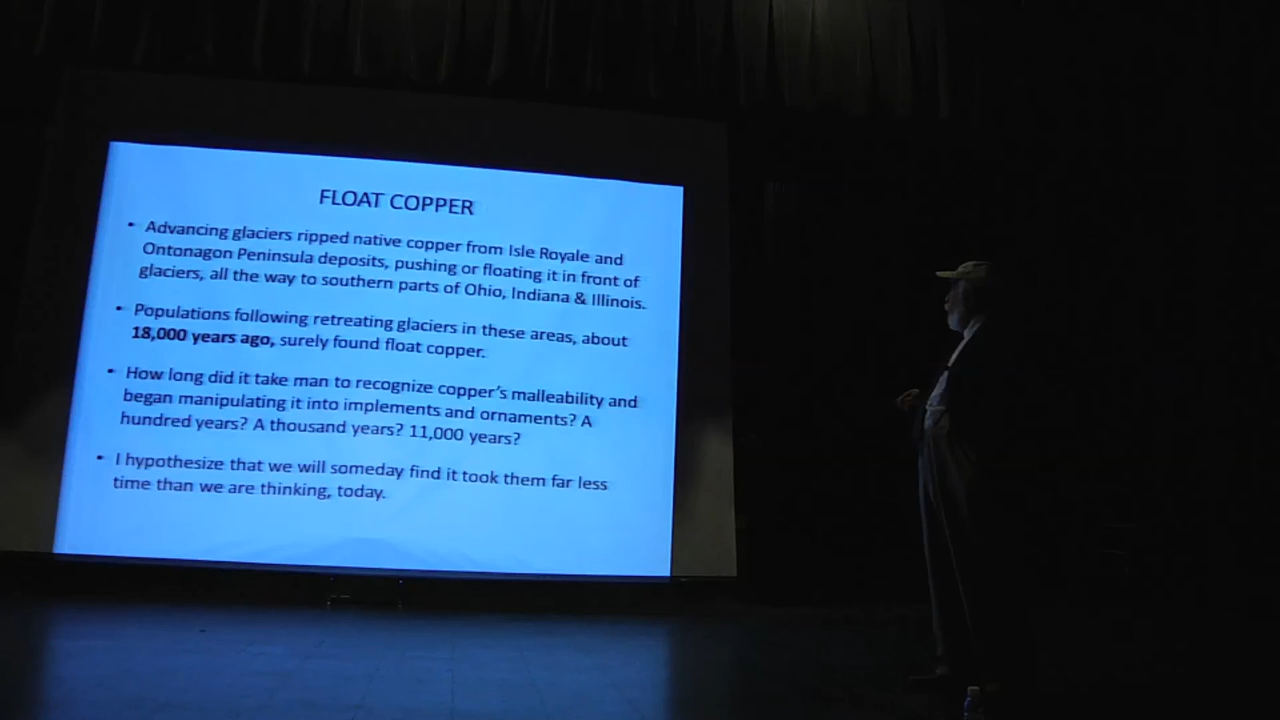 FLOAT COPPER
• Advancing glaciers ripped native copper from Isle Royale and
Ontonagon Peninsula deposits, pushing or floating it in front of
glaciers, all the way to southern parts of Ohio, Indiana & Illinois.
• Populations following retreating glaciers in these areas, about
18,000 years ago, surely found float copper.
• How long did it take man to recognize copper's malleability and
began manipulating it into implements and ornaments? A
hundred years? A thousand years? 11,000 years?
• I hypothesize that we will someday find it took them far less
time than we are thinking, today.